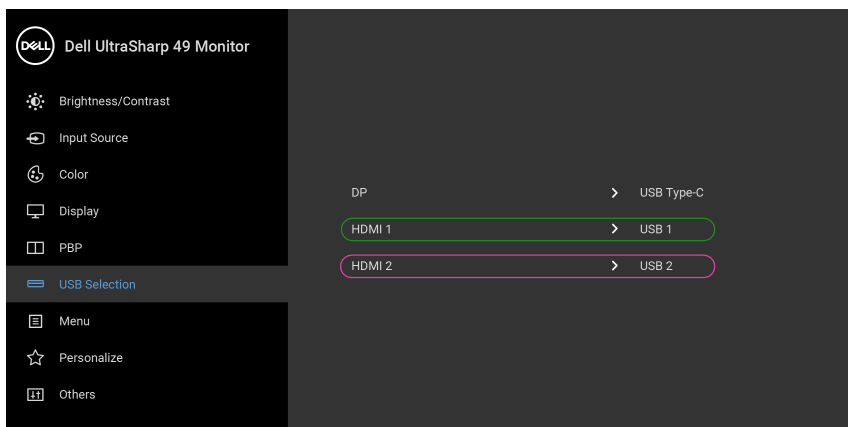 DELL
Dell UltraSharp 49 Monitor
Brightness/Contrast
Input Source
Color
Display
PBP
USB Selection
Menu
Personalize
Others
DP USB Type-C
HDMI 1 USB 1
HDMI 2 USB 2